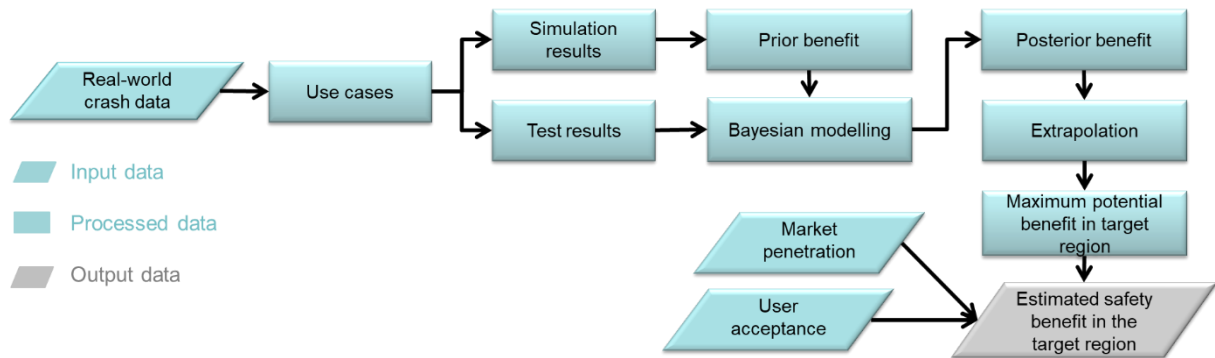 Real-world
crash data
Use cases
Simulation
results
Test results
Prior benefit
Bayesian modelling
Posterior benefit
Extrapolation
Maximum potential
benefit in target
region
Market
penetration
User
acceptance
Estimated safety
benefit in the
target region
Input data
Processed data
Output data